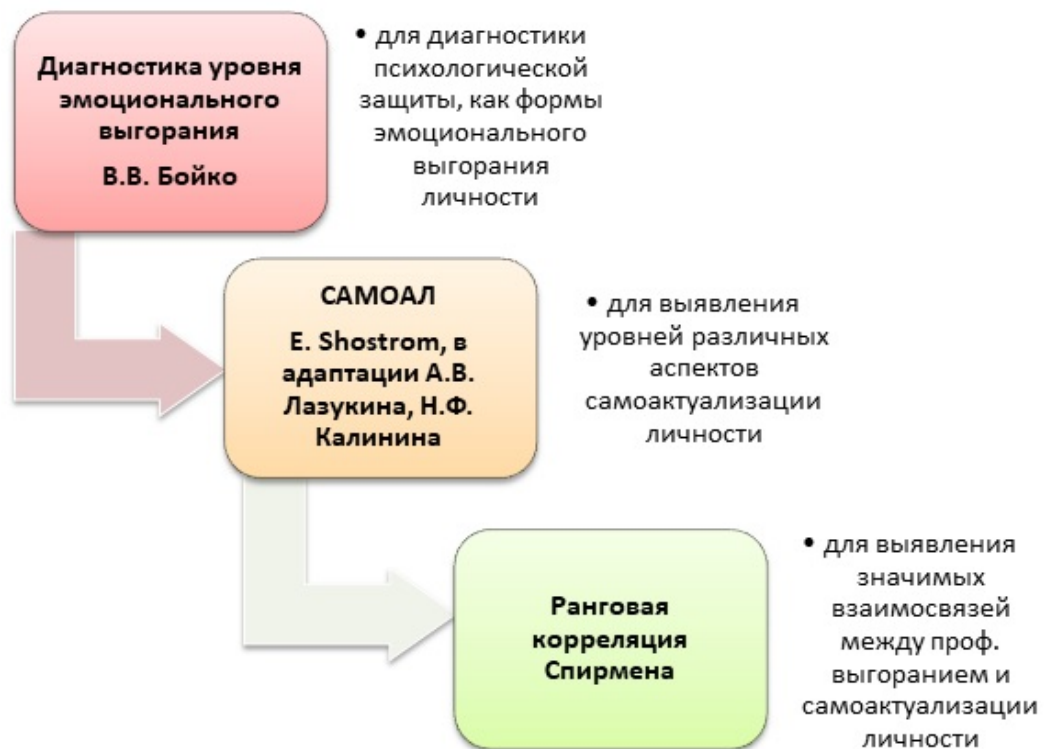 Диагностика уровня
эмоционального
выгорания
В.В. Бойко
• для диагностики
психологической
защиты, как формы
эмоционального
выгорания
личности
САМОАЛ
E. Shostrom, в
адаптации А.В.
Лазукина, Н.Ф.
Калинина
• для выявления
уровней различных
аспектов
самоактуализации
личности
Ранговая
корреляция
Спирмена
• для выявления
значимых
взаимосвязей
между проф.
выгоранием и
самоактуализации
личности